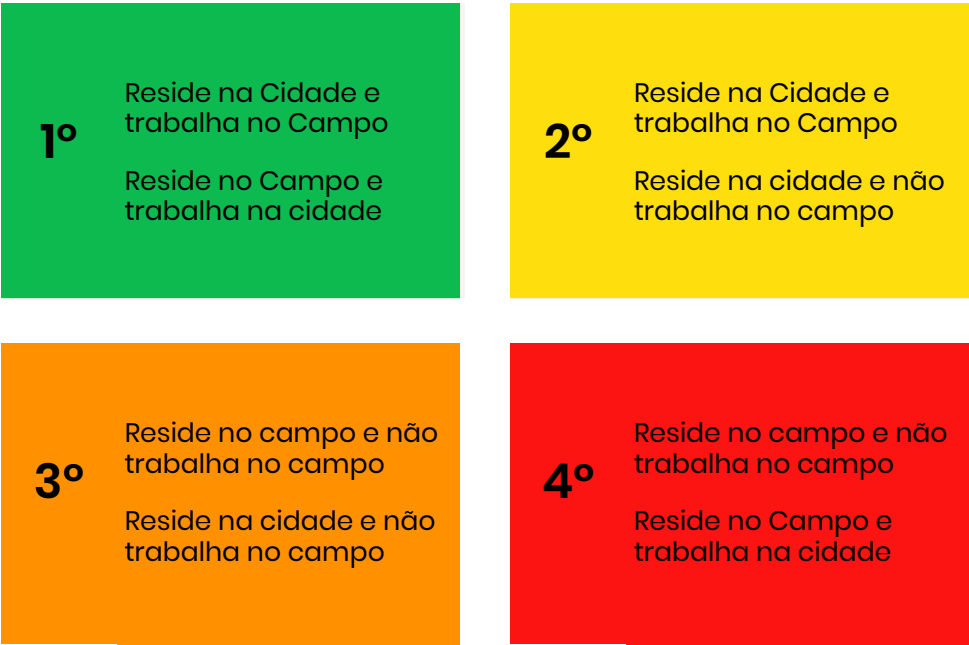 1º
Reside na Cidade e
trabalha no Campo
Reside no Campo e
trabalha na cidade
2º
Reside na Cidade e
trabalha no Campo
Reside na cidade e não
trabalha no campo
3º
Reside no campo e não
trabalha no campo
Reside na cidade e não
trabalha no campo
4º
Reside no campo e não
trabalha no campo
Reside no Campo e
trabalha na cidade